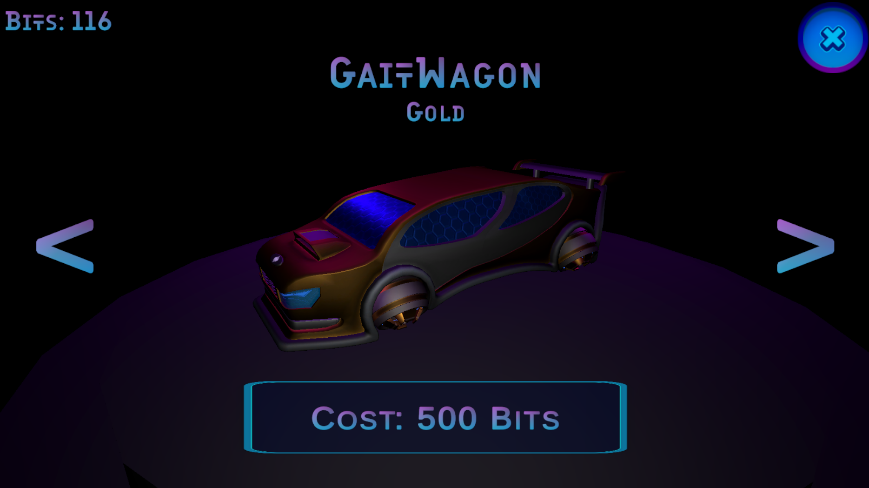 Bits: 116
GaitWagon
Gold
<
>
Cost: 500 Bits